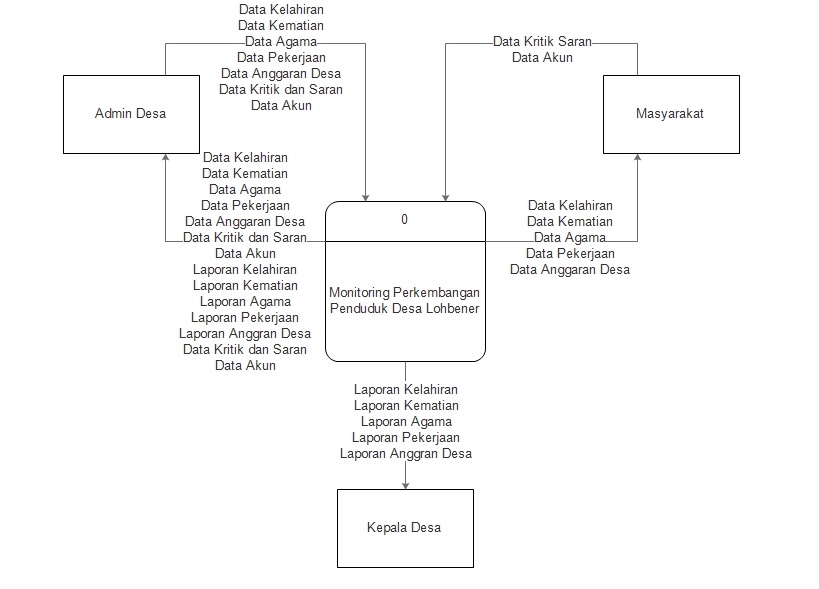 Data Kelahiran
Data Kematian
Data Agama
Data Pekerjaan
Data Anggaran Desa
Data Kritik dan Saran
Data Akun
Data Kritik Saran
Data Akun
Admin Desa
Masyarakat
Data Kelahiran
Data Kematian
Data Agama
Data Pekerjaan
Data Anggaran Desa
Data Kritik dan Saran
Data Akun
Laporan Kelahiran
Laporan Kematian
Laporan Agama
Laporan Pekerjaan
Laporan Anggran Desa
Data Kritik dan Saran
Data Akun
0
Monitoring Perkembangan
Penduduk Desa Lohbener
Data Kelahiran
Data Kematian
Data Agama
Data Pekerjaan
Data Anggaran Desa
Laporan Kelahiran
Laporan Kematian
Laporan Agama
Laporan Pekerjaan
Laporan Anggran Desa
Kepala Desa